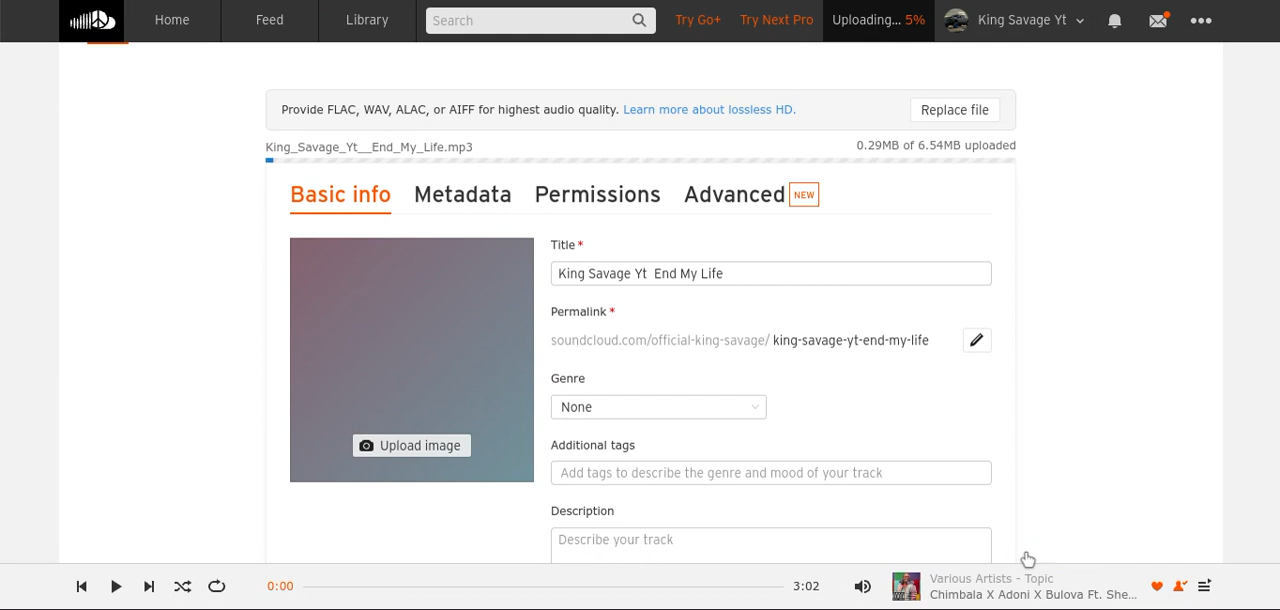 Home Feed Library Search Try Go+ Try Next Pro Uploading... 5% King Savage Yt
Provide FLAC, WAV, ALAC, or AIFF for highest audio quality. Learn more about lossless HD. Replace file
King_Savage_Yt__End_My_Life.mp3 0.29MB of 6.54MB uploaded
Basic info Metadata Permissions Advanced NEW
Title *
King Savage Yt  End My Life
Permalink *
soundcloud.com/official-king-savage/ king-savage-yt-end-my-life
Genre
None
Upload image
Additional tags
Add tags to describe the genre and mood of your track
Description
Describe your track
0:00 3:02
Various Artists - Topic
Chimbala X Adoni X Bulova Ft. She...